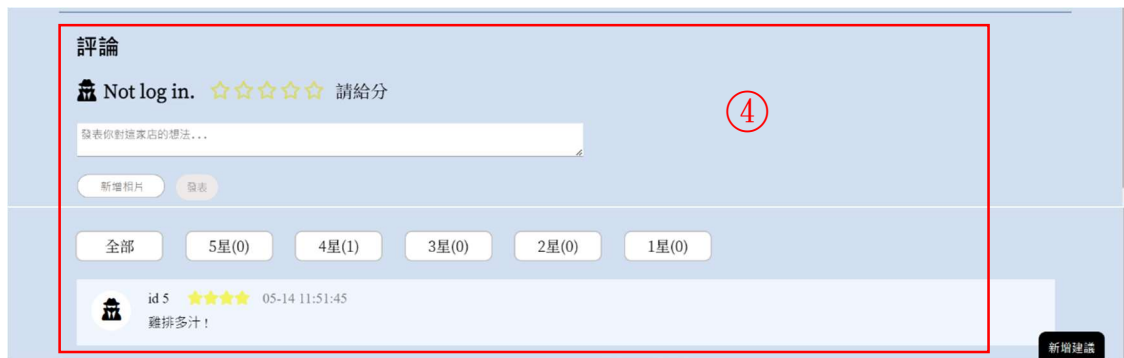 評論
Not log in. 請給分
④
發表你對這家店的想法...
新增相片 發表
全部 5星(0) 4星(1) 3星(0) 2星(0) 1星(0)
id 5 05-14 11:51:45
雞排多汁！
新增建議